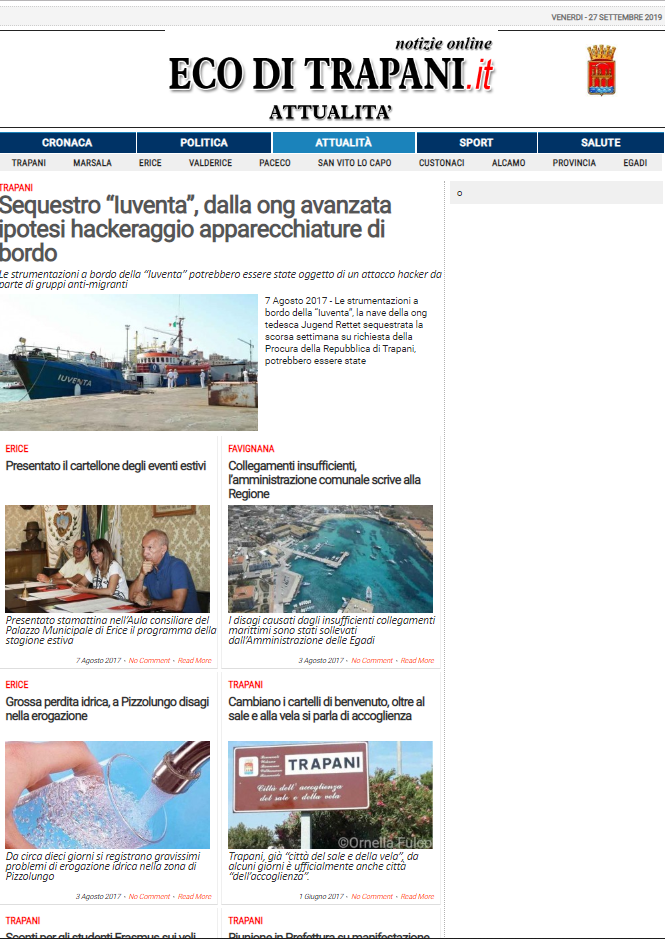 VENERDI - 27 SETTEMBRE 2019
notizie online
ECO DI TRAPANI.it
ATTUALITA'
CRONACA
POLITICA
ATTUALITÀ
SPORT
SALUTE
TRAPANI
MARSALA
ERICE
VALDERICE
PACECO
SAN VITO LO CAPO
CUSTONACI
ALCAMO
PROVINCIA
EGADI
TRAPANI
Sequestro “Iuventa”, dalla ong avanzata
ipotesi hackeraggio apparecchiature di
bordo
Le strumentazioni a bordo della “Iuventa” potrebbero essere state oggetto di un attacco hacker da
parte di gruppi anti-migranti
IUVENTA
7 Agosto 2017 - Le strumentazioni a
bordo della “Iuventa”, la nave della ong
tedesca Jugend Rettet sequestrata la
scorsa settimana su richiesta della
Procura della Repubblica di Trapani,
potrebbero essere state
o
ERICE
Presentato il cartellone degli eventi estivi
Presentato stamattina nell'Aula consiliare del
Palazzo Municipale di Erice il programma della
stagione estiva
7 Agosto 2017 • No Comment • Read More
FAVIGNANA
Collegamenti insufficienti,
l'amministrazione comunale scrive alla
Regione
I disagi causati dagli insufficienti collegamenti
marittimi sono stati sollevati
dall'Amministrazione delle Egadi
3 Agosto 2017 • No Comment • Read More
ERICE
Grossa perdita idrica, a Pizzolungo disagi
nella erogazione
Da circa dieci giorni si registrano gravissimi
problemi di erogazione idrica nella zona di
Pizzolungo
3 Agosto 2017 • No Comment • Read More
TRAPANI
Cambiano i cartelli di benvenuto, oltre al
sale e alla vela si parla di accoglienza
TRAPANI
Città dell' accoglienza
del sale e della vela
©Ornella Fulco
Trapani, già “città del sale e della vela”, da
alcuni giorni è ufficialmente anche città
“dell'accoglienza”.
1 Giugno 2017 • No Comment • Read More
TRAPANI
Sconti per gli studenti Erasmus sui voli
TRAPANI
Riunione in Prefettura su manifestazione